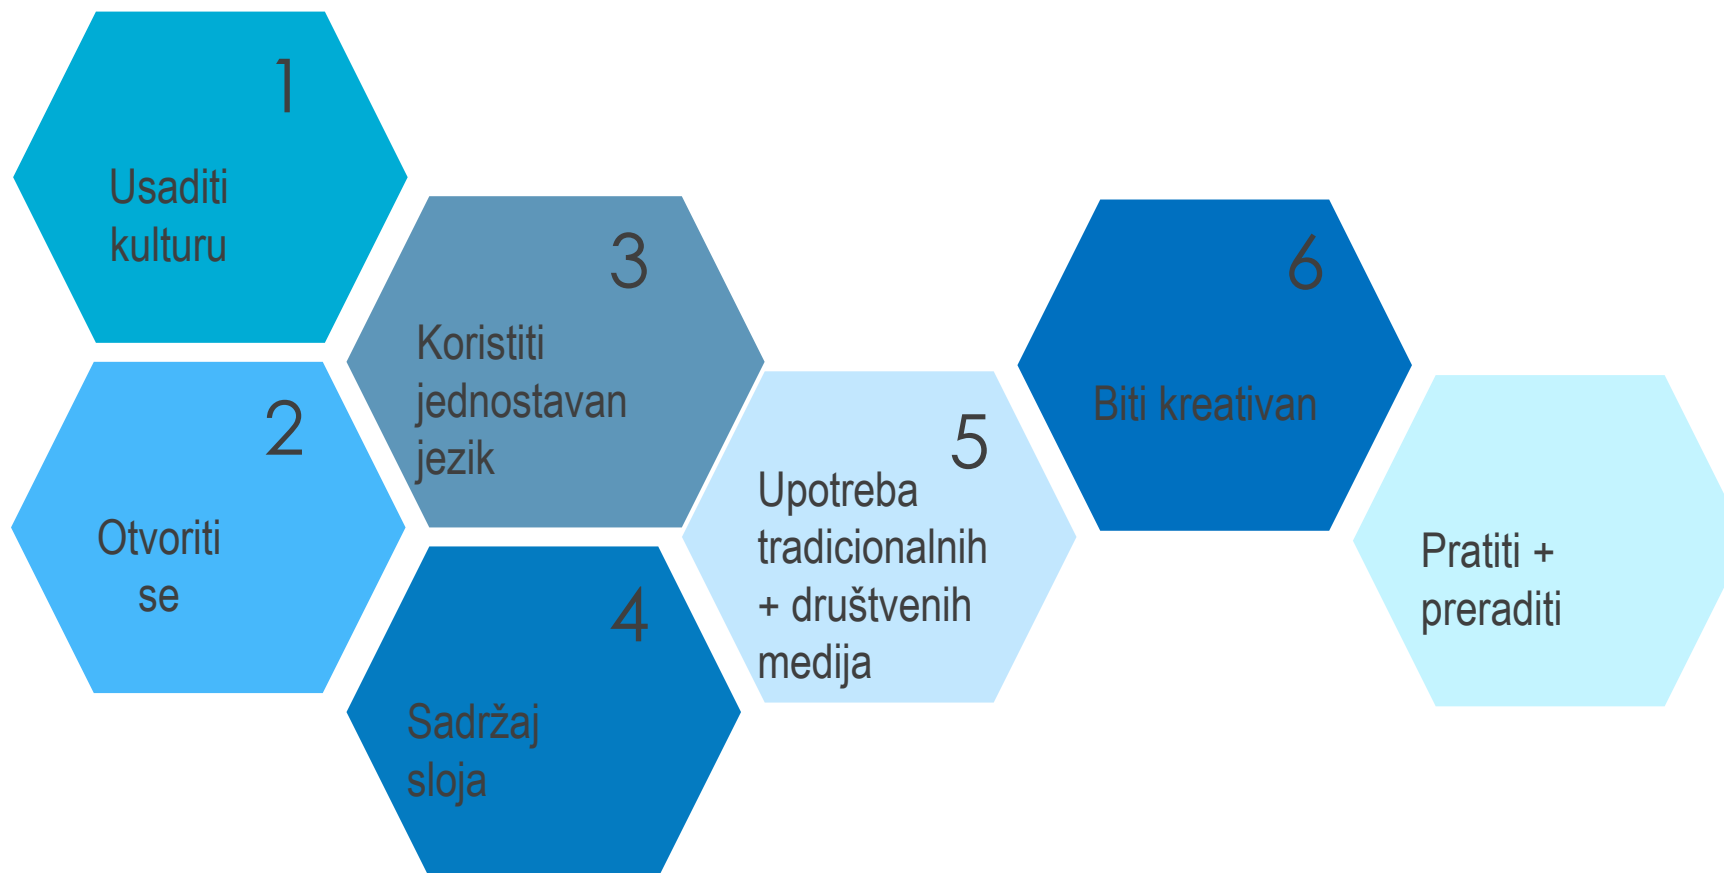 1
Usaditi
kulturu
2
Otvoriti
se
3
Koristiti
jednostavan
jezik
4
Sadržaj
sloja
5
Upotreba
tradicionalnih
+ društvenih
medija
6
Biti kreativan
Pratiti +
preraditi